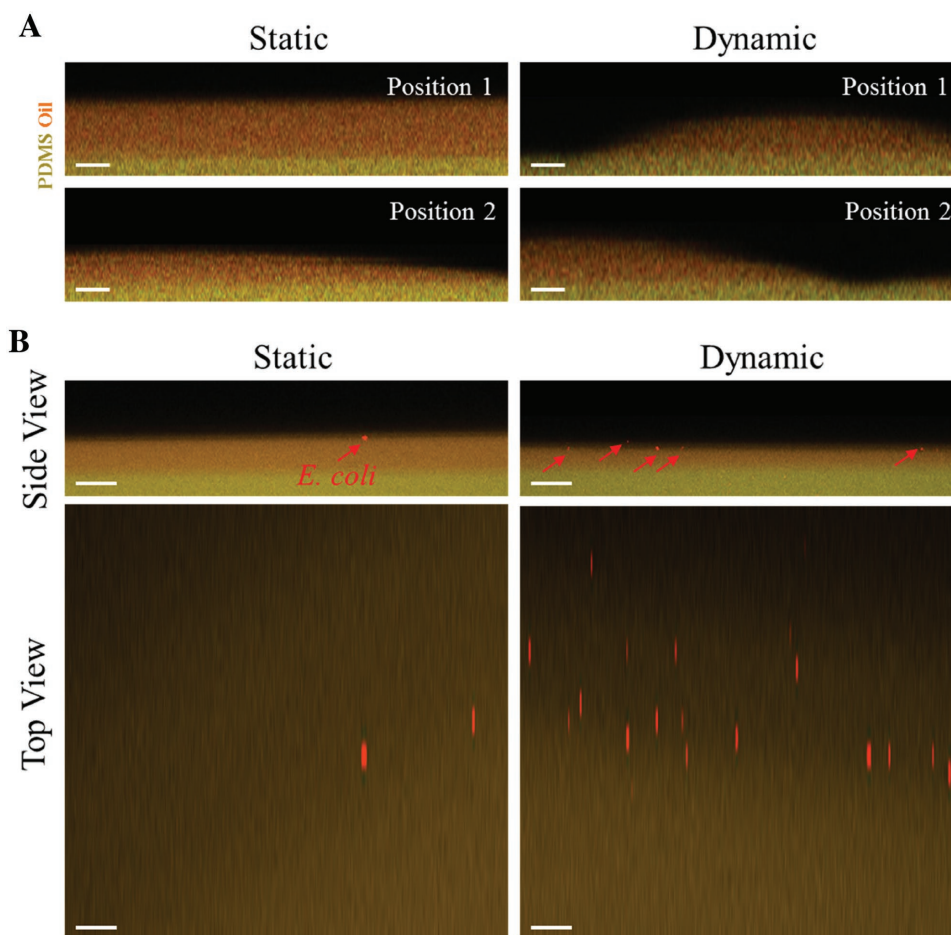 A
Static
Dynamic
PDMS Oil
Position 1
Position 1
Position 2
Position 2
B
Static
Dynamic
Side View
E. coli
Top View